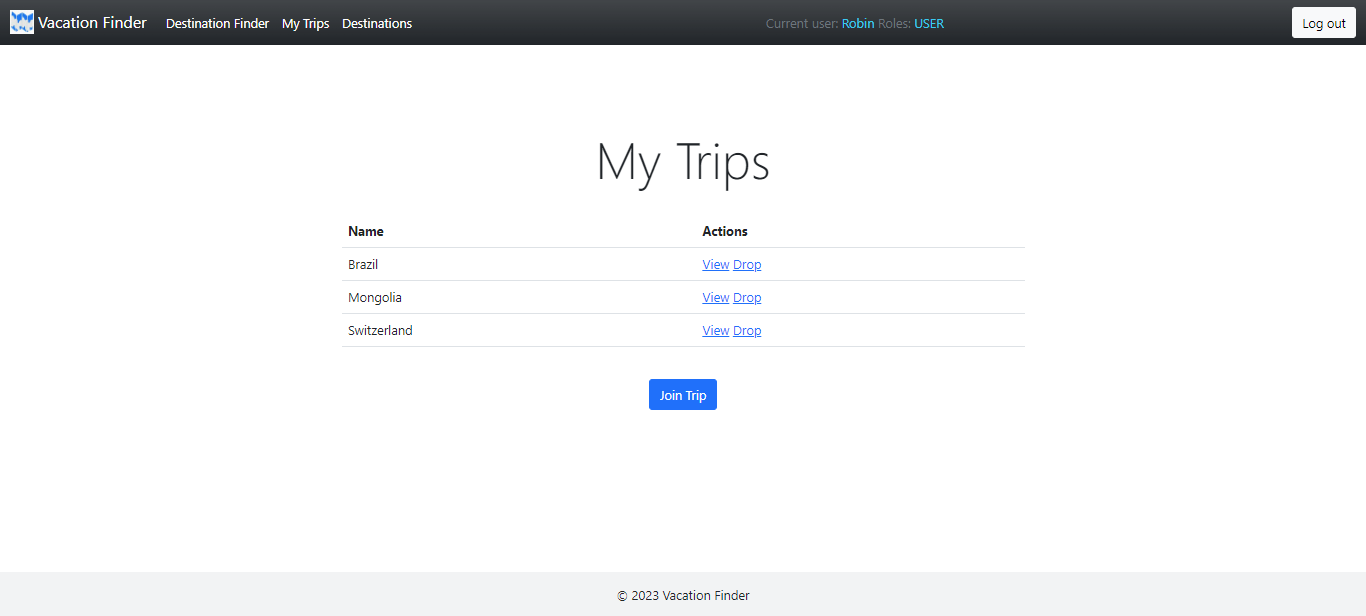 Vacation Finder Destination Finder My Trips Destinations Current user: Robin Roles: USER Log out
My Trips
Name Actions
Brazil View Drop
Mongolia View Drop
Switzerland View Drop
Join Trip
© 2023 Vacation Finder